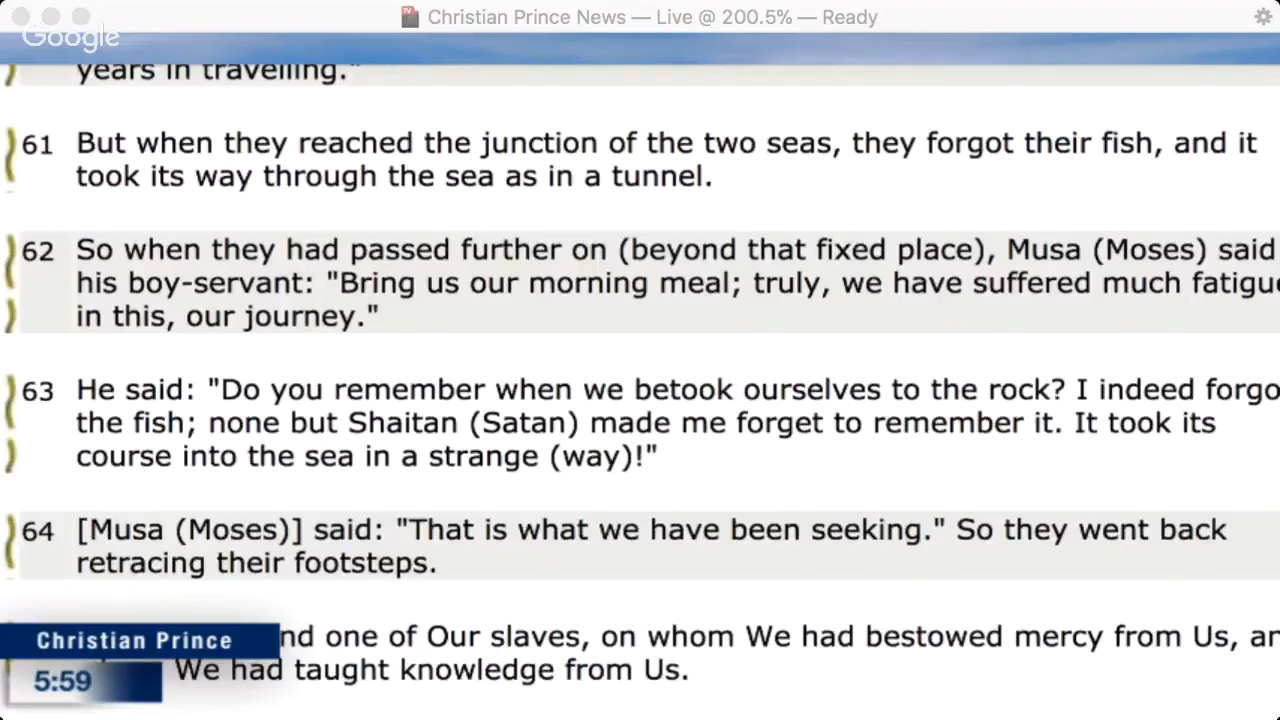 Christian Prince News — Live @ 200.5% — Ready
Google
years in travelling."
61 But when they reached the junction of the two seas, they forgot their fish, and it
took its way through the sea as in a tunnel.
62 So when they had passed further on (beyond that fixed place), Musa (Moses) said
his boy-servant: "Bring us our morning meal; truly, we have suffered much fatigue
in this, our journey."
63 He said: "Do you remember when we betook ourselves to the rock? I indeed forgo
the fish; none but Shaitan (Satan) made me forget to remember it. It took its
course into the sea in a strange (way)!"
64 [Musa (Moses)] said: "That is what we have been seeking." So they went back
retracing their footsteps.
nd one of Our slaves, on whom We had bestowed mercy from Us, an
We had taught knowledge from Us.
Christian Prince
5:59